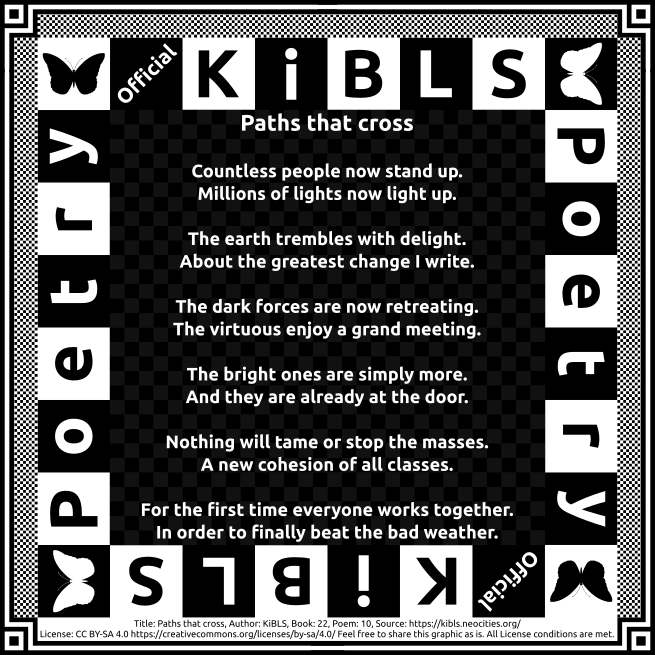 Official KiBLS
Poetry
Poetry
Paths that cross
Countless people now stand up.
Millions of lights now light up.
The earth trembles with delight.
About the greatest change I write.
The dark forces are now retreating.
The virtuous enjoy a grand meeting.
The bright ones are simply more.
And they are already at the door.
Nothing will tame or stop the masses.
A new cohesion of all classes.
For the first time everyone works together.
In order to finally beat the bad weather.
Official KiBLS
Title: Paths that cross, Author: KiBLS, Book: 22, Poem: 10, Source: https://kibls.neocities.org/
License: CC BY-SA 4.0 https://creativecommons.org/licenses/by-sa/4.0/ Feel free to share this graphic as is. All License conditions are met.